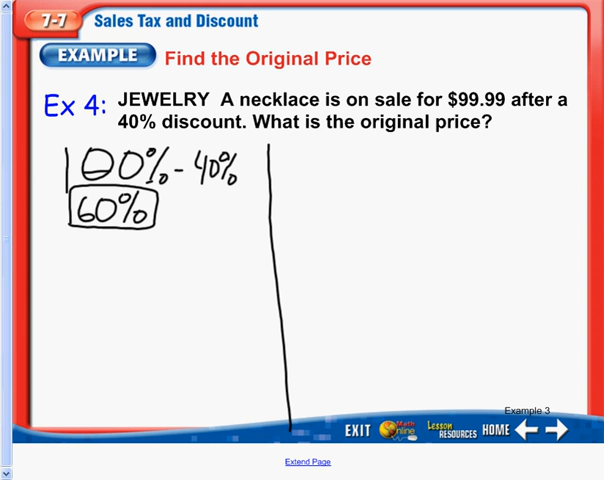 7-7 Sales Tax and Discount
EXAMPLE Find the Original Price
Ex 4: JEWELRY A necklace is on sale for $99.99 after a
40% discount. What is the original price?
100% - 40%
60%
Example 3
EXIT Math Online Lesson RESOURCES HOME
Extend Page